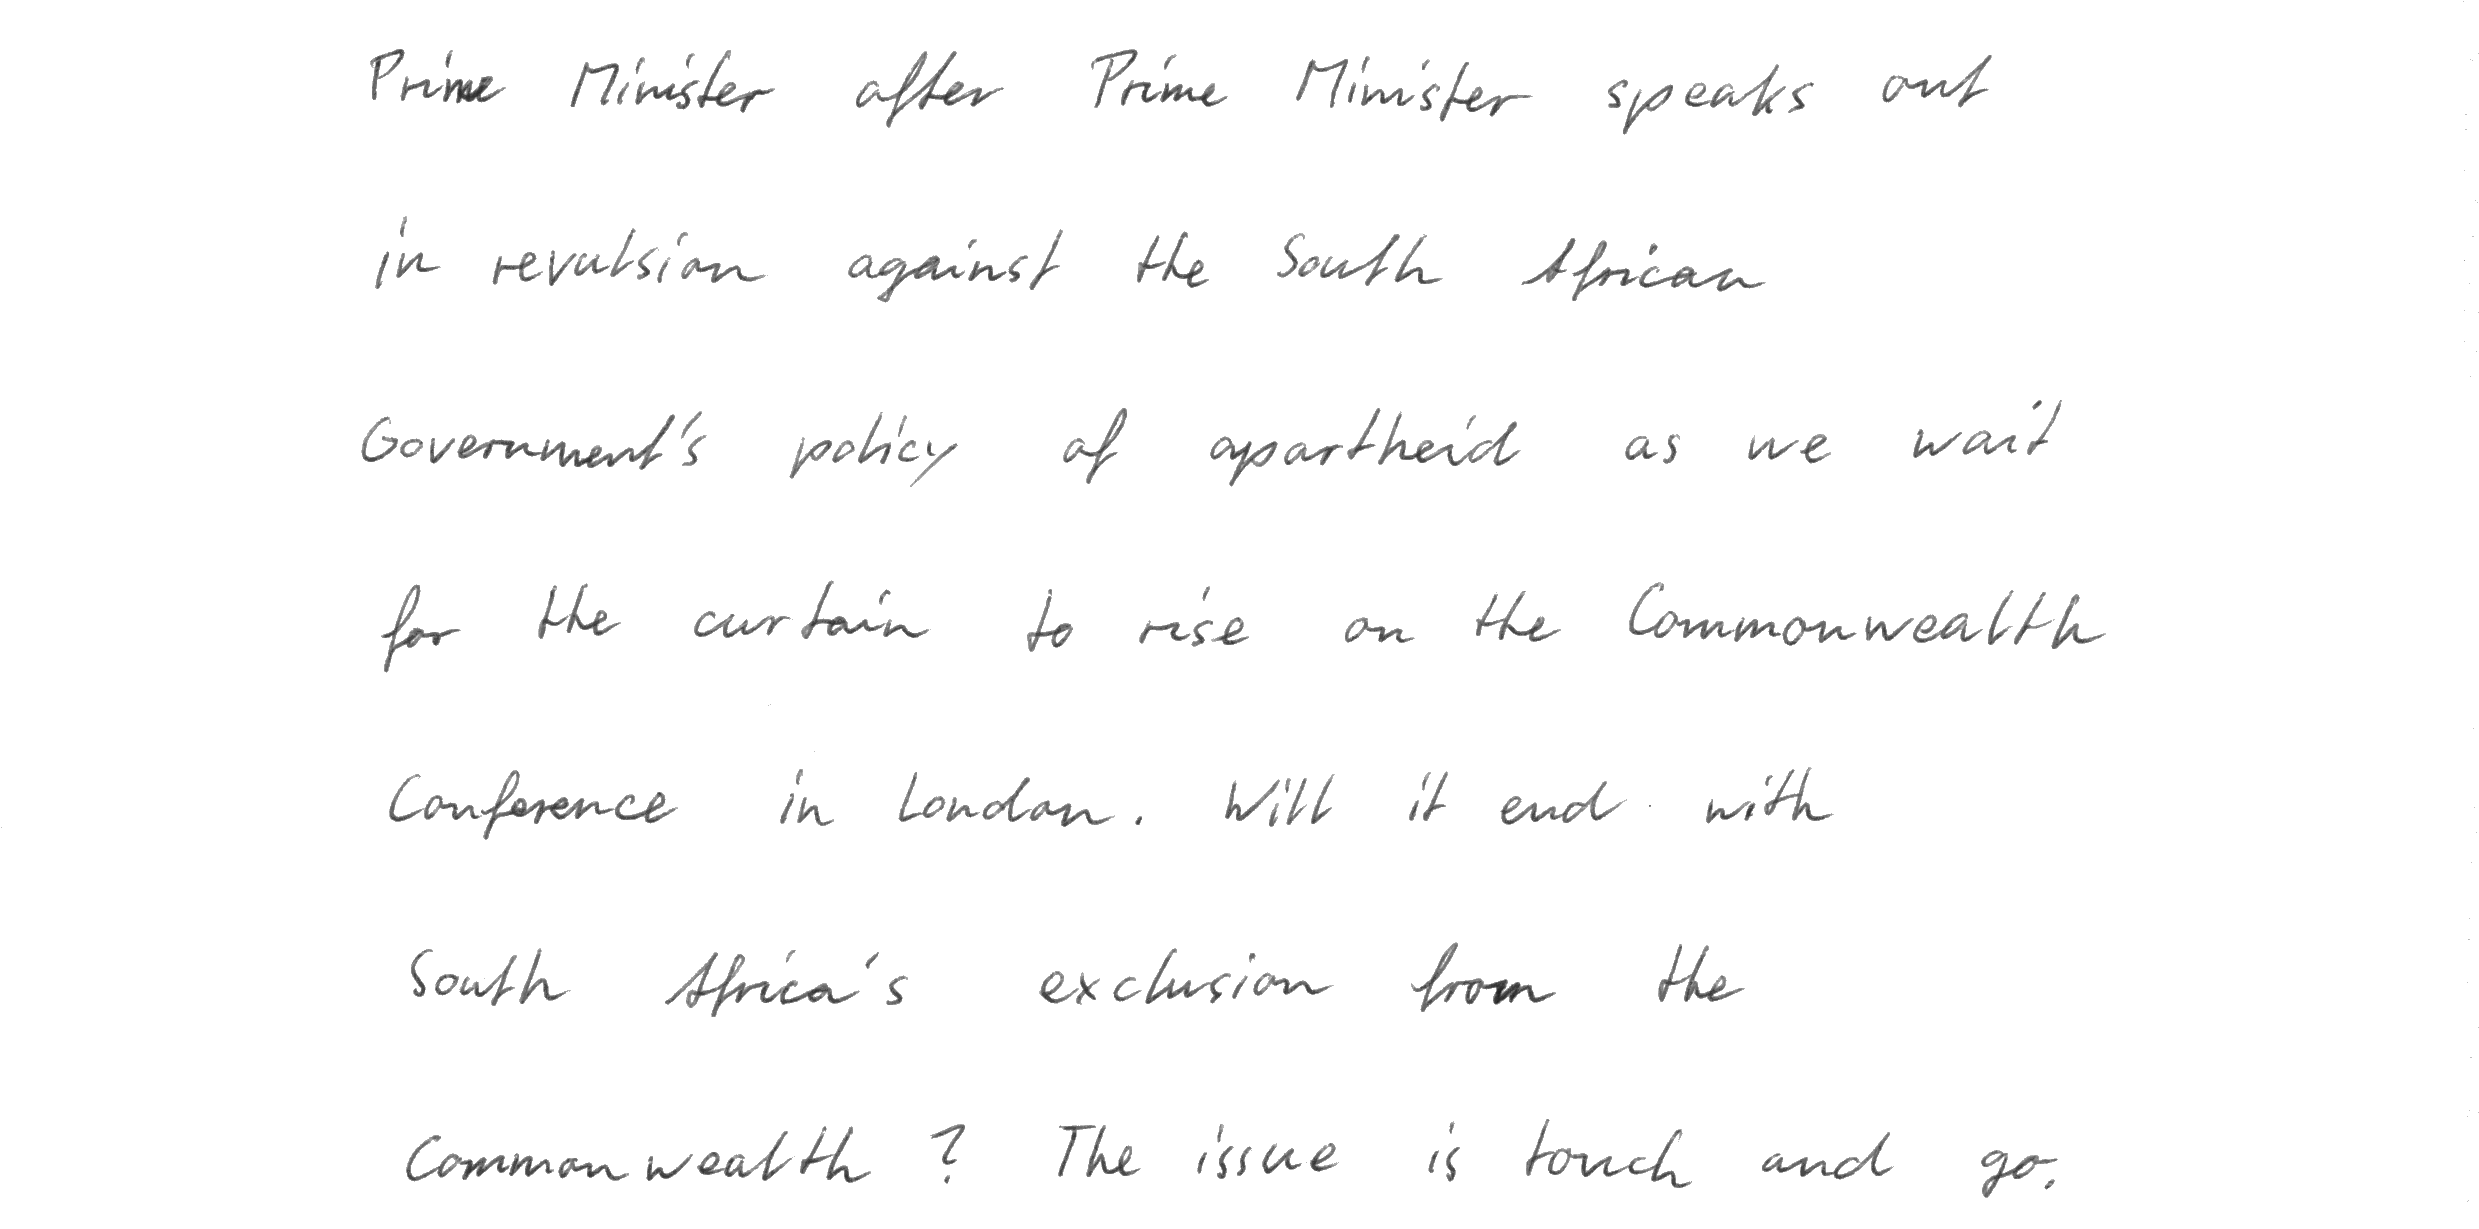 Prime Minister after Prime Minister speaks out
in revulsion against the South African
Government's policy of apartheid as we wait
for the curtain to rise on the Commonwealth
Conference in London. Will it end with
South Africa's exclusion from the
Commonwealth? The issue is touch and go.